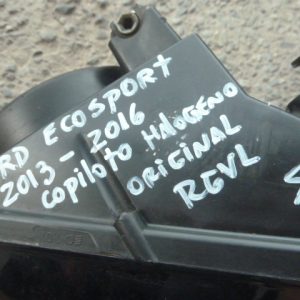 RD ECOSPORT
2013 - 2016
COPILOTO HALOGENO
ORIGINAL
RGVL